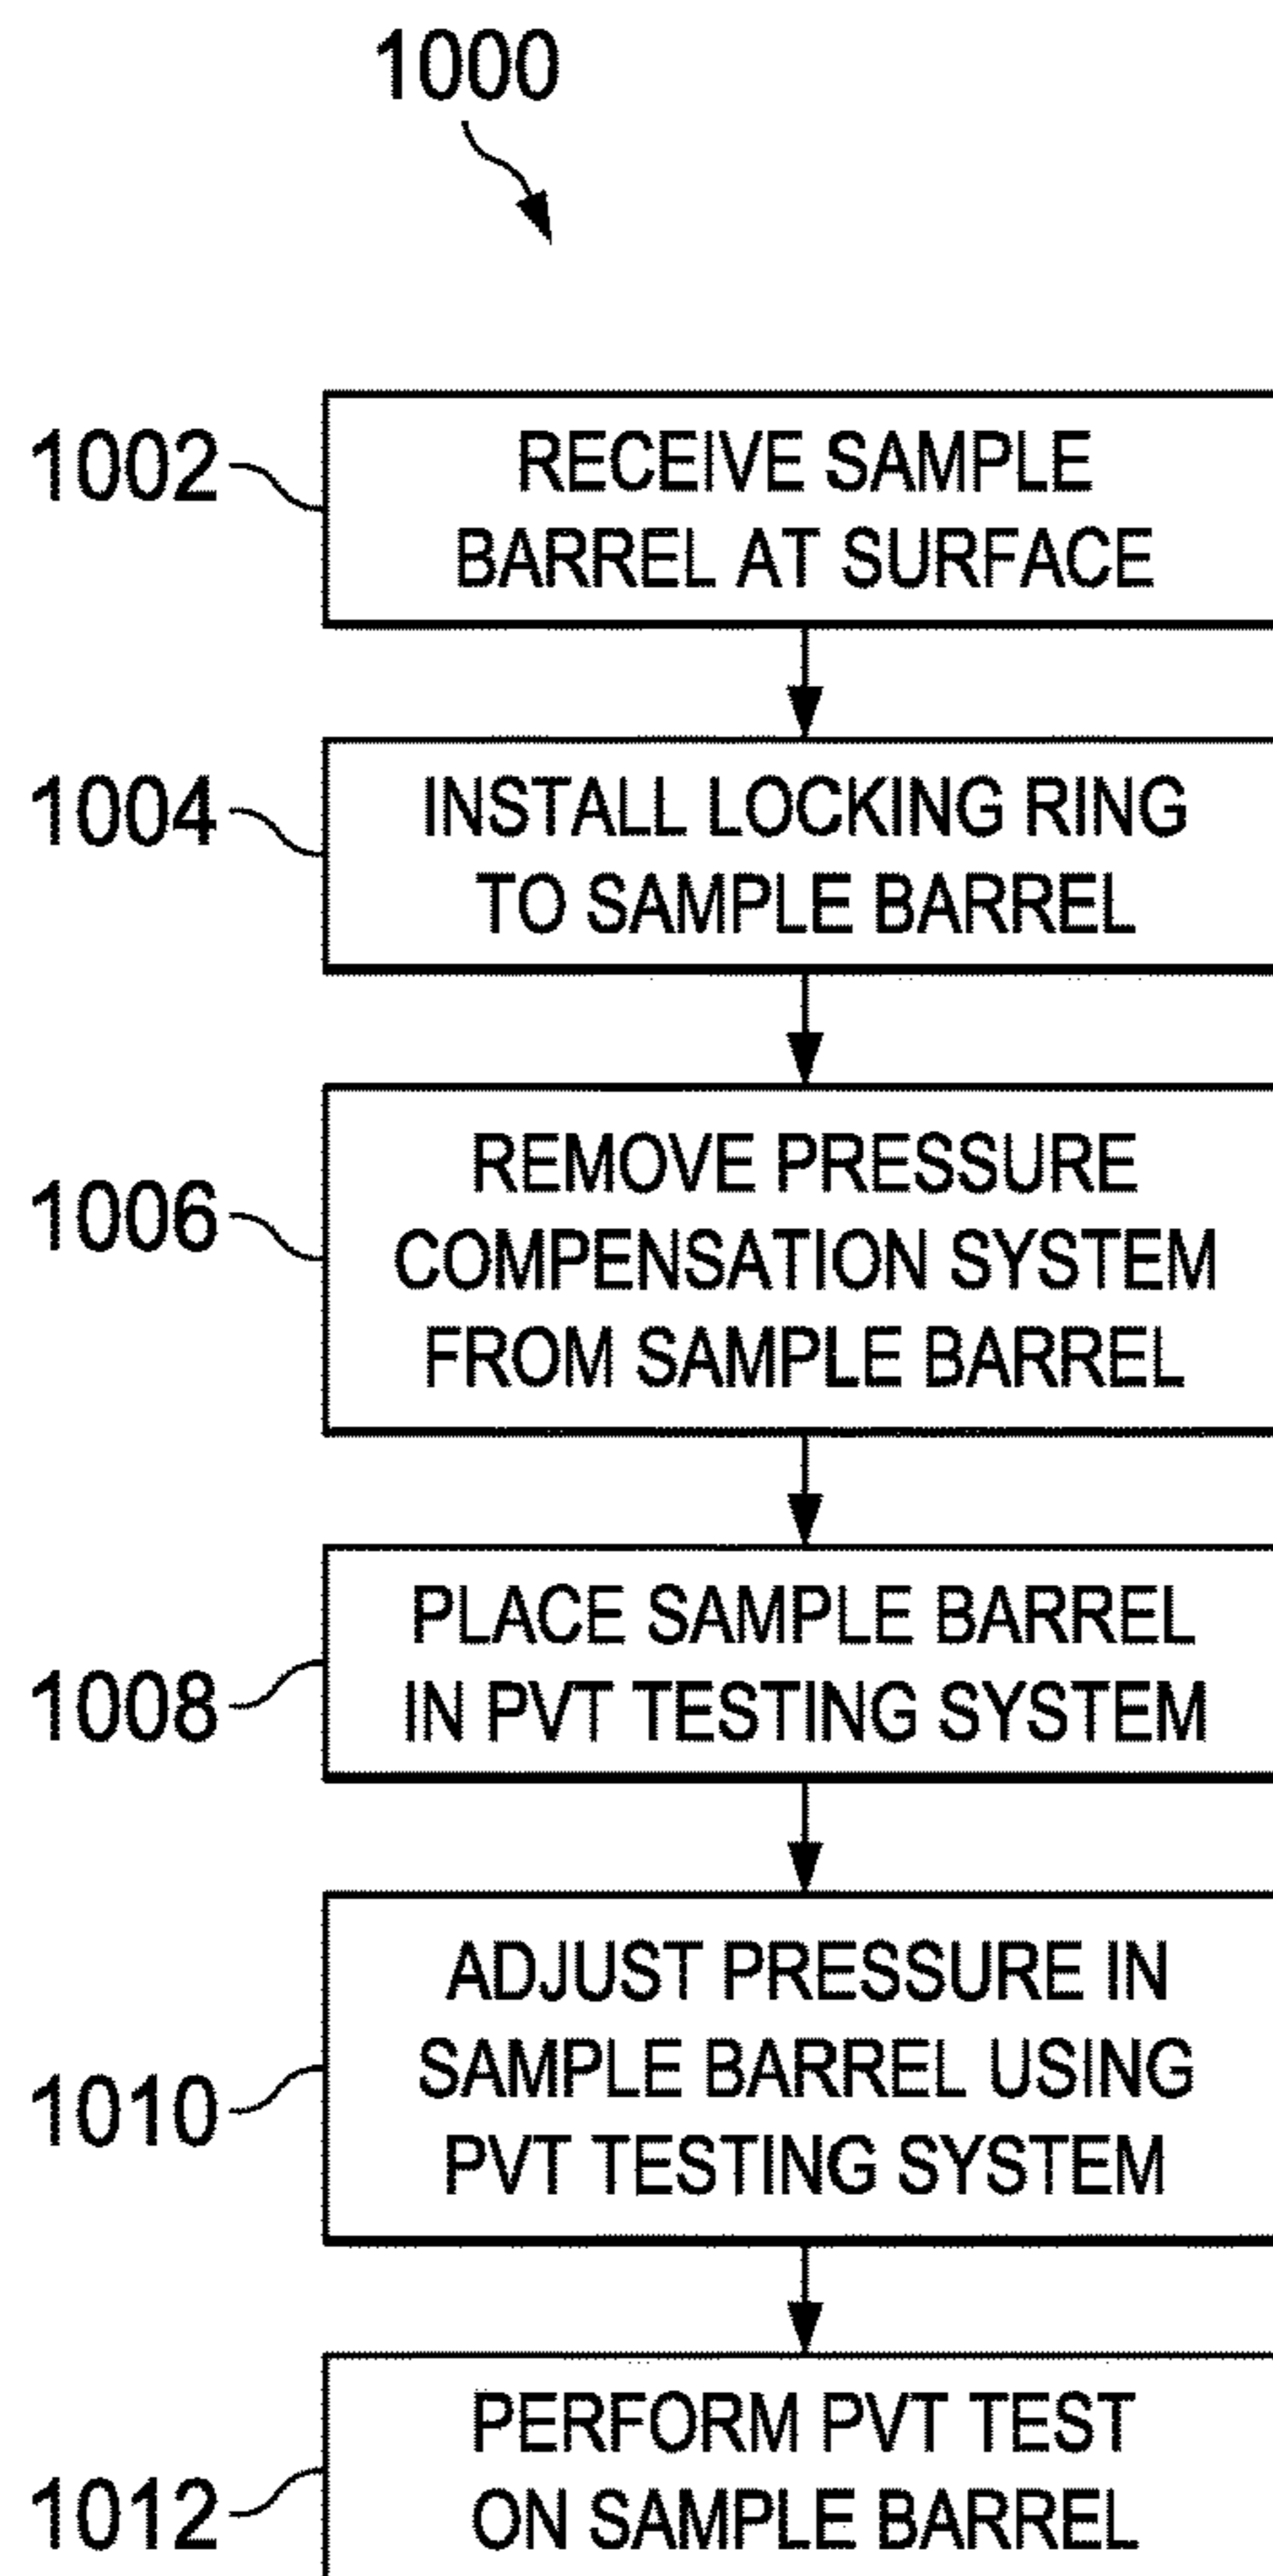 1000
1002
RECEIVE SAMPLE
BARREL AT SURFACE
1004
INSTALL LOCKING RING
TO SAMPLE BARREL
1006
REMOVE PRESSURE
COMPENSATION SYSTEM
FROM SAMPLE BARREL
1008
PLACE SAMPLE BARREL
IN PVT TESTING SYSTEM
1010
ADJUST PRESSURE IN
SAMPLE BARREL USING
PVT TESTING SYSTEM
1012
PERFORM PVT TEST
ON SAMPLE BARREL